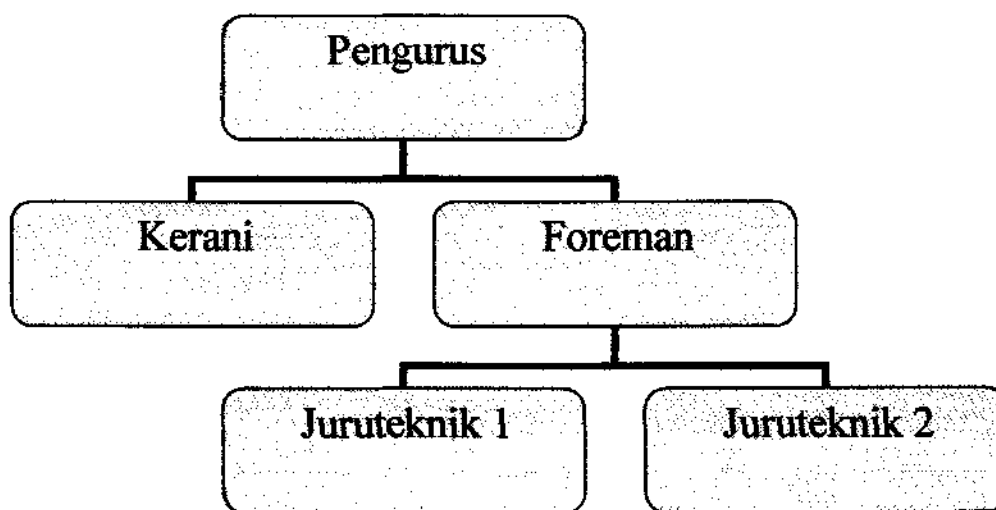 Pengurus
Kerani
Foreman
Juruteknik 1
Juruteknik 2